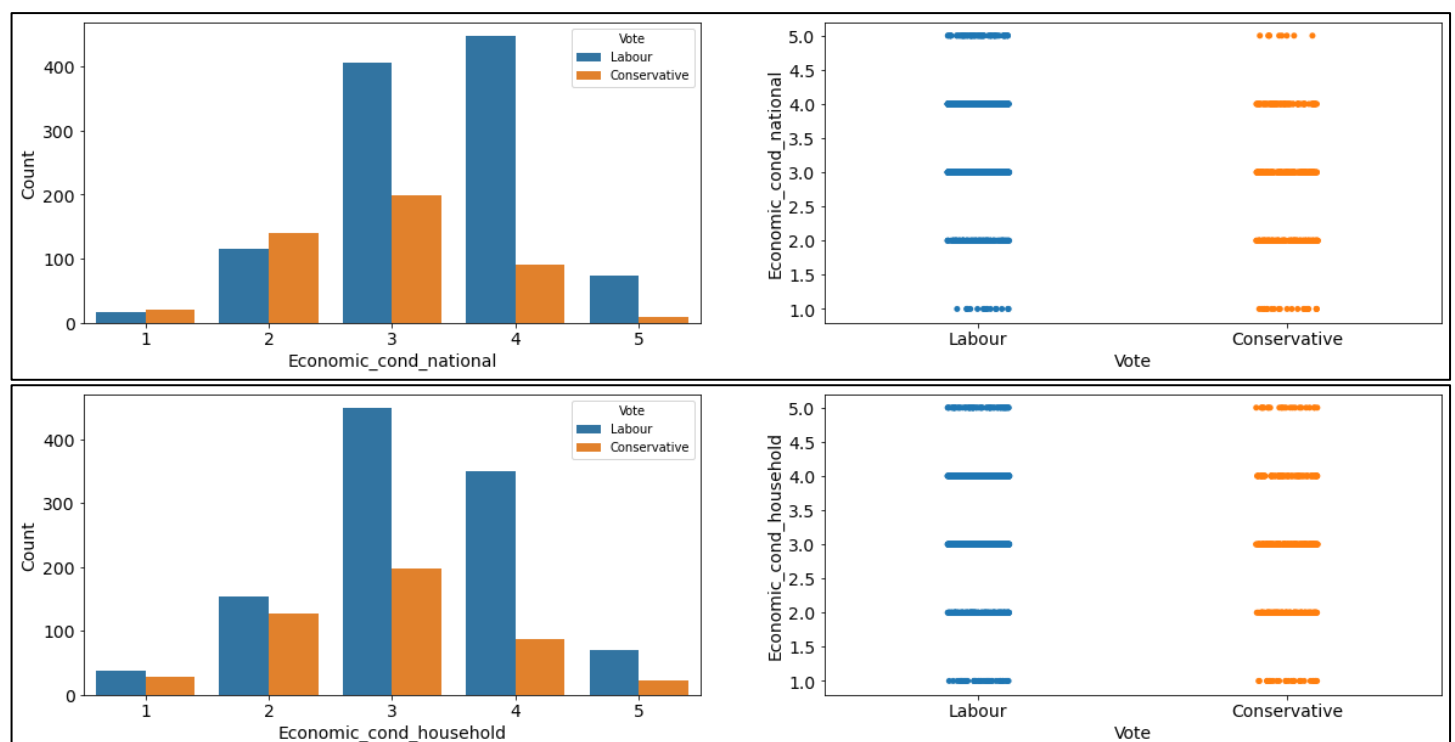 Vote
Labour
Conservative
400
300
200
100
0
Count
1 2 3 4 5
Economic_cond_national
5.0
4.5
4.0
3.5
3.0
2.5
2.0
1.5
1.0
Economic_cond_national
Labour Conservative
Vote
Vote
Labour
Conservative
400
300
200
100
0
Count
1 2 3 4 5
Economic_cond_household
5.0
4.5
4.0
3.5
3.0
2.5
2.0
1.5
1.0
Economic_cond_household
Labour Conservative
Vote